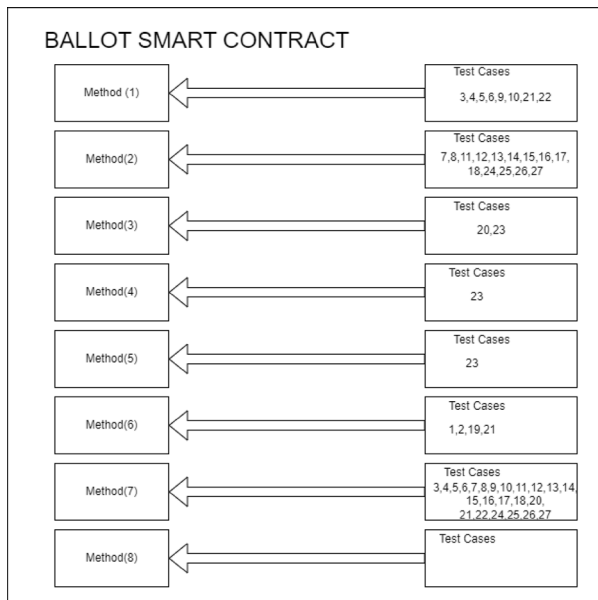 BALLOT SMART CONTRACT
Method (1)
Test Cases
3,4,5,6,9,10,21,22
Method(2)
Test Cases
7,8,11,12,13,14,15,16,17,
18,24,25,26,27
Method(3)
Test Cases
20,23
Method(4)
Test Cases
23
Method(5)
Test Cases
23
Method(6)
Test Cases
1,2,19,21
Method(7)
Test Cases
3,4,5,6,7,8,9,10,11,12,13,14,
15,16,17,18,20,
21,22,24,25,26,27
Method(8)
Test Cases